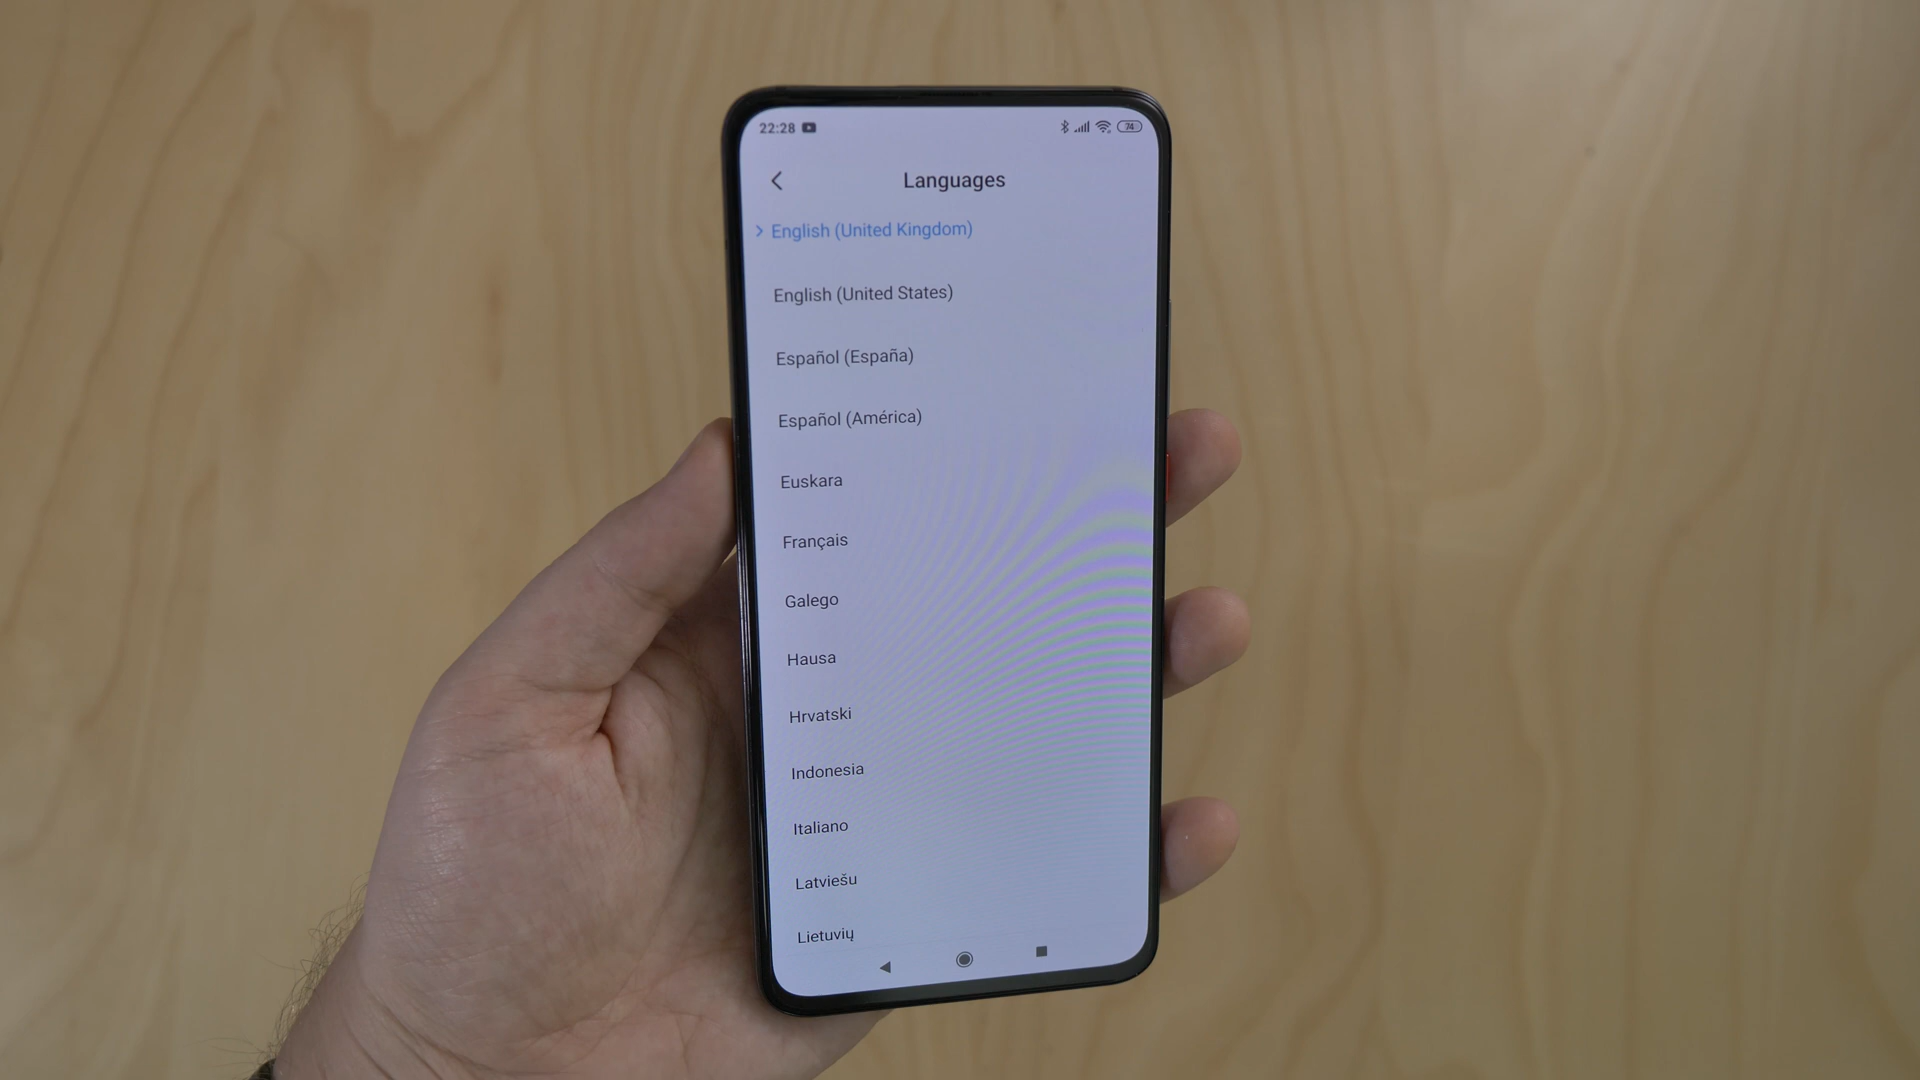 22:28
74
Languages
English (United Kingdom)
English (United States)
Español (España)
Español (América)
Euskara
Français
Galego
Hausa
Hrvatski
Indonesia
Italiano
Latviešu
Lietuvių